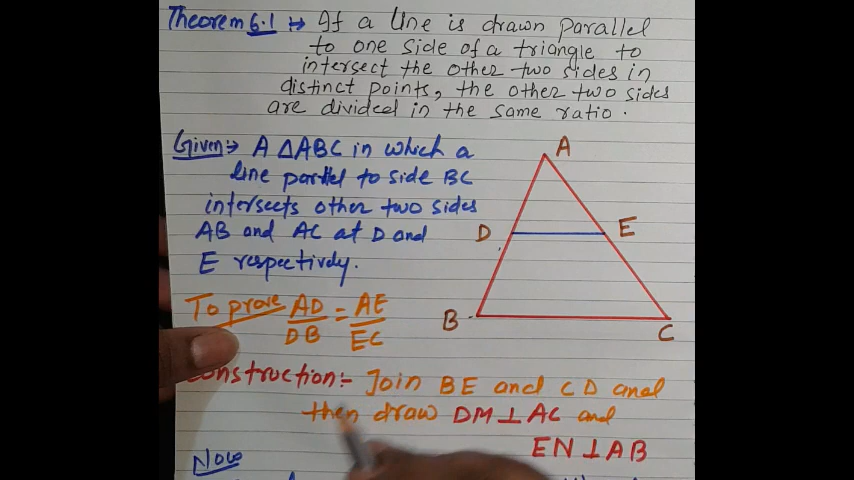 Theorem 6.1 :→ If a line is drawn parallel
to one side of a triangle to
intersect the other two sides in
distinct points, the other two sides
are divided in the same ratio.
Given :→ A △ABC in which a
line parallel to side BC
intersects other two sides
AB and AC at D and
E respectively.
A
D
E
B
C
To prove AD/DB = AE/EC
Construction:- Join BE and CD and
then draw DM⊥AC and
EN⊥AB
Now